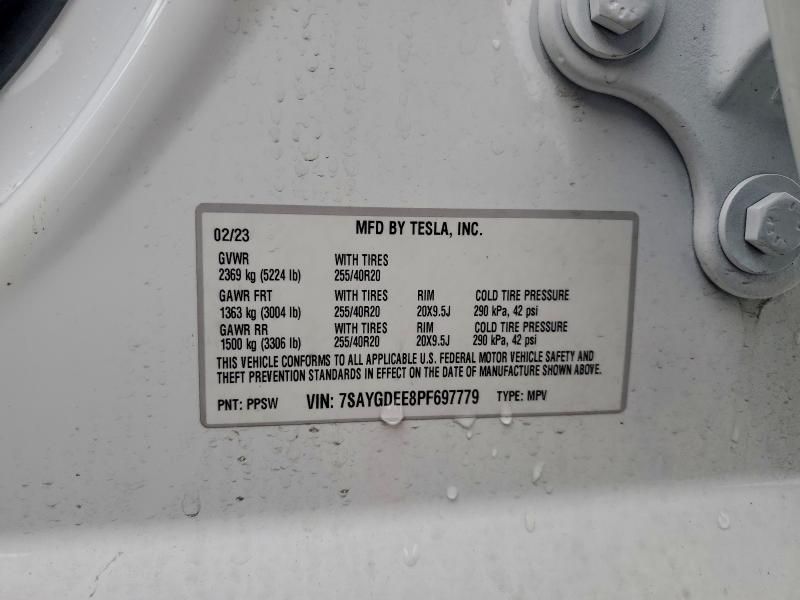 02/23 MFD BY TESLA, INC.
GVWR WITH TIRES
2369 kg (5224 lb) 255/40R20
GAWR FRT WITH TIRES RIM COLD TIRE PRESSURE
1363 kg (3004 lb) 255/40R20 20X9.5J 290 kPa, 42 psi
GAWR RR WITH TIRES RIM COLD TIRE PRESSURE
1500 kg (3306 lb) 255/40R20 20X9.5J 290 kPa, 42 psi
THIS VEHICLE CONFORMS TO ALL APPLICABLE U.S. FEDERAL MOTOR VEHICLE SAFETY AND
THEFT PREVENTION STANDARDS IN EFFECT ON THE DATE OF MANUFACTURE SHOWN ABOVE.
PNT: PPSW VIN: 7SAYGDEE8PF697779 TYPE: MPV